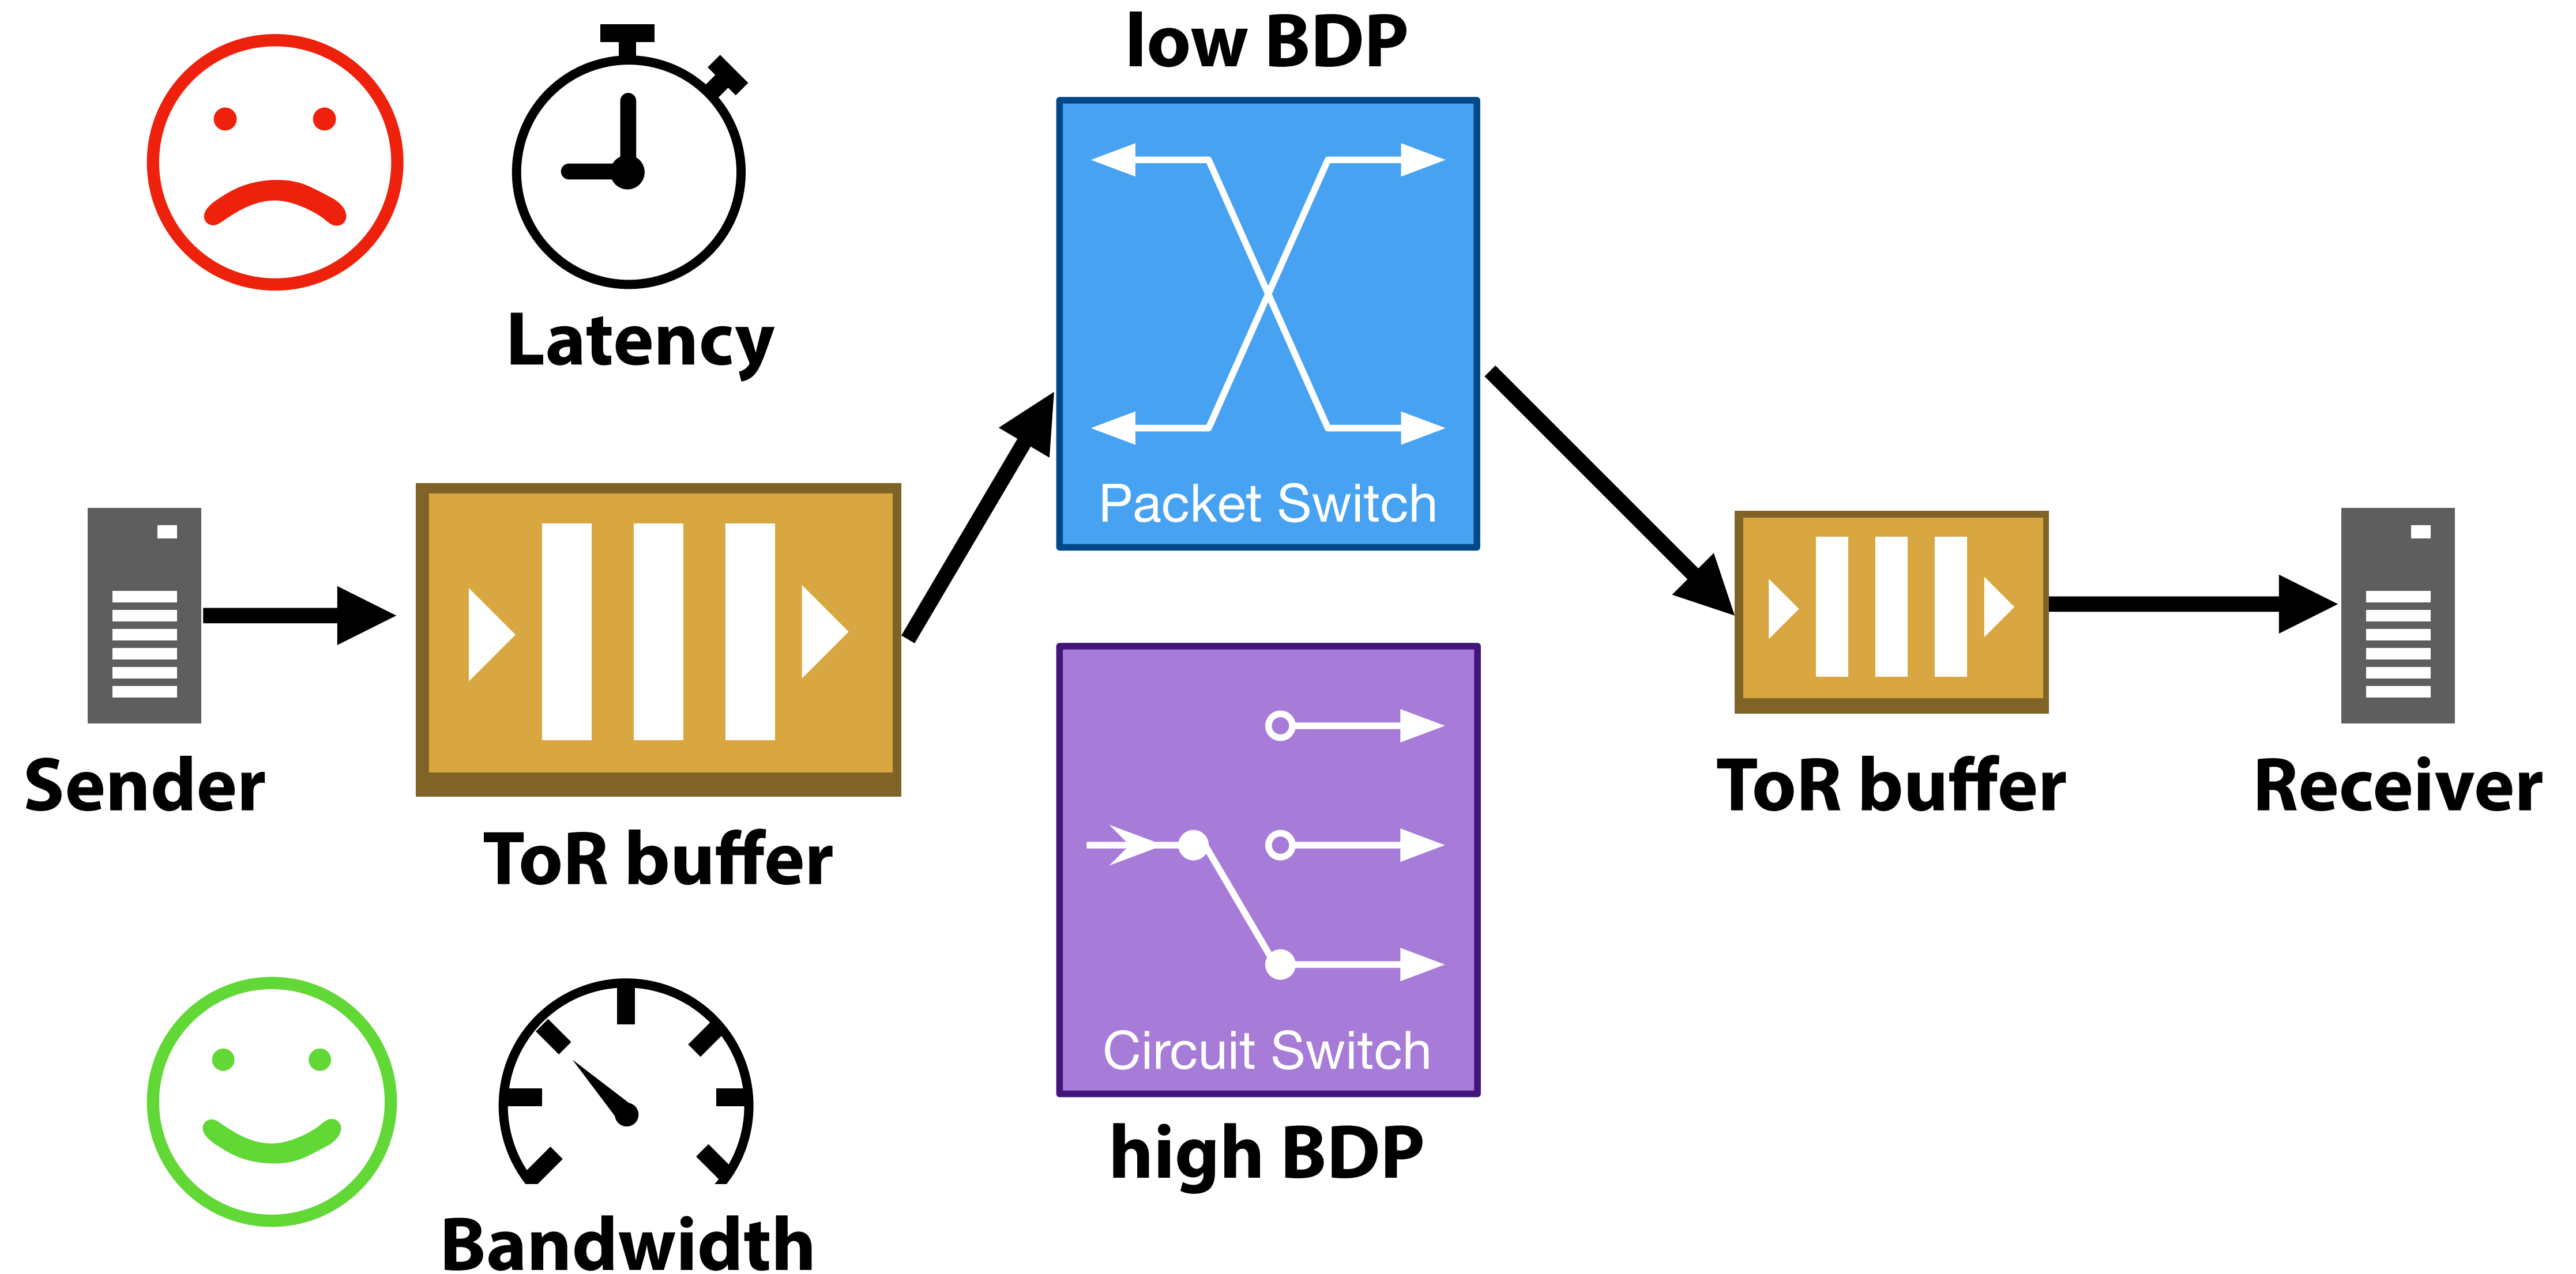 low BDP
Latency
Packet Switch
Sender
ToR buffer
ToR buffer
Receiver
Circuit Switch
high BDP
Bandwidth